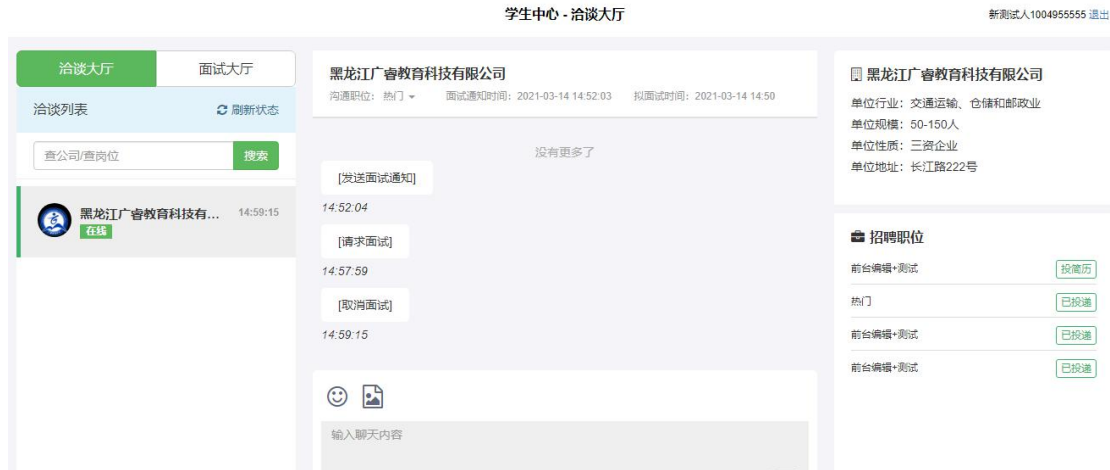 学生中心 - 洽谈大厅
新测试人1004955555 退出
洽谈大厅
面试大厅
洽谈列表
刷新状态
查公司/查岗位
搜索
黑龙江广睿教育科技有...
14:59:15
在线
黑龙江广睿教育科技有限公司
沟通职位： 热门
面试通知时间：2021-03-14 14:52:03
拟面试时间：2021-03-14 14:50
没有更多了
[发送面试通知]
14:52:04
[请求面试]
14:57:59
[取消面试]
14:59:15
输入聊天内容
黑龙江广睿教育科技有限公司
单位行业：交通运输、仓储和邮政业
单位规模：50-150人
单位性质：三资企业
单位地址：长江路222号
招聘职位
前台编辑+测试
投简历
热门
已投递
前台编辑+测试
已投递
前台编辑+测试
已投递